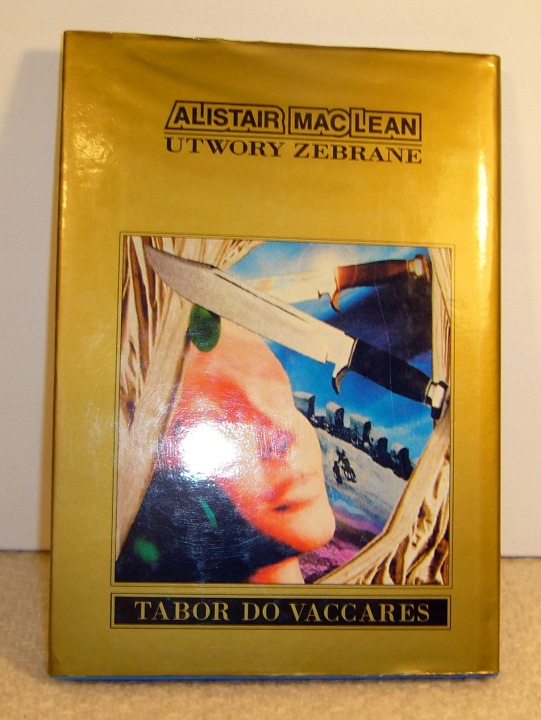 ALISTAIR MACLEAN
UTWORY ZEBRANE
TABOR DO VACCARES